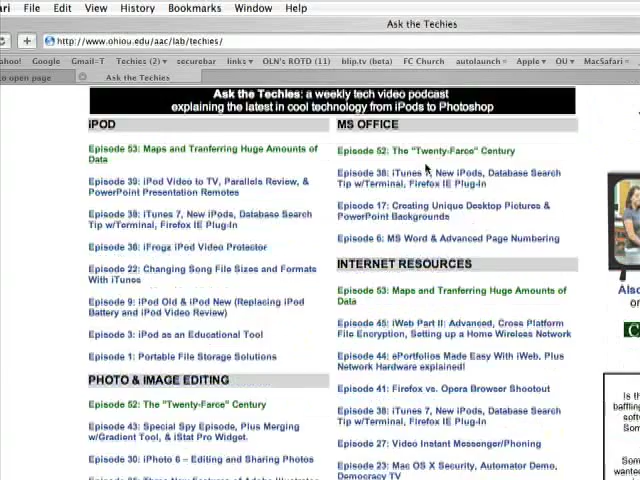 File Edit View History Bookmarks Window Help
Ask the Techies
http://www.ohiou.edu/aac/lab/techies/
Google Gmail-T Techies (2) securebar links OLN's ROTD (11) blip.tv (beta) FC Church autolaunch Apple OU MacSafari
to open page Ask the Techies
Ask the Techies: a weekly tech video podcast
explaining the latest in cool technology from iPods to Photoshop
iPOD
Episode 53: Maps and Tranferring Huge Amounts of
Data
Episode 39: iPod Video to TV, Parallels Review, &
PowerPoint Presentation Remotes
Episode 38: iTunes 7, New iPods, Database Search
Tip w/Terminal, Firefox IE Plug-In
Episode 36: iFrogz iPod Video Protector
Episode 22: Changing Song File Sizes and Formats
With iTunes
Episode 9: iPod Old & iPod New (Replacing iPod
Battery and iPod Video Review)
Episode 3: iPod as an Educational Tool
Episode 1: Portable File Storage Solutions
PHOTO & IMAGE EDITING
Episode 52: The "Twenty-Farce" Century
Episode 43: Special Spy Episode, Plus Merging
w/Gradient Tool, & iStat Pro Widget.
Episode 30: iPhoto 6 – Editing and Sharing Photos
MS OFFICE
Episode 52: The "Twenty-Farce" Century
Episode 38: iTunes 7, New iPods, Database Search
Tip w/Terminal, Firefox IE Plug-In
Episode 17: Creating Unique Desktop Pictures &
PowerPoint Backgrounds
Episode 6: MS Word & Advanced Page Numbering
INTERNET RESOURCES
Episode 53: Maps and Tranferring Huge Amounts of
Data
Episode 45: iWeb Part II: Advanced, Cross Platform
File Encryption, Setting up a Home Wireless Network
Episode 44: ePortfolios Made Easy With iWeb, Plus
Network Hardware explained!
Episode 41: Firefox vs. Opera Browser Shootout
Episode 38: iTunes 7, New iPods, Database Search
Tip w/Terminal, Firefox IE Plug-In
Episode 27: Video Instant Messenger/Phoning
Episode 23: Mac OS X Security, Automator Demo,
Democracy TV
Also
or
Is th